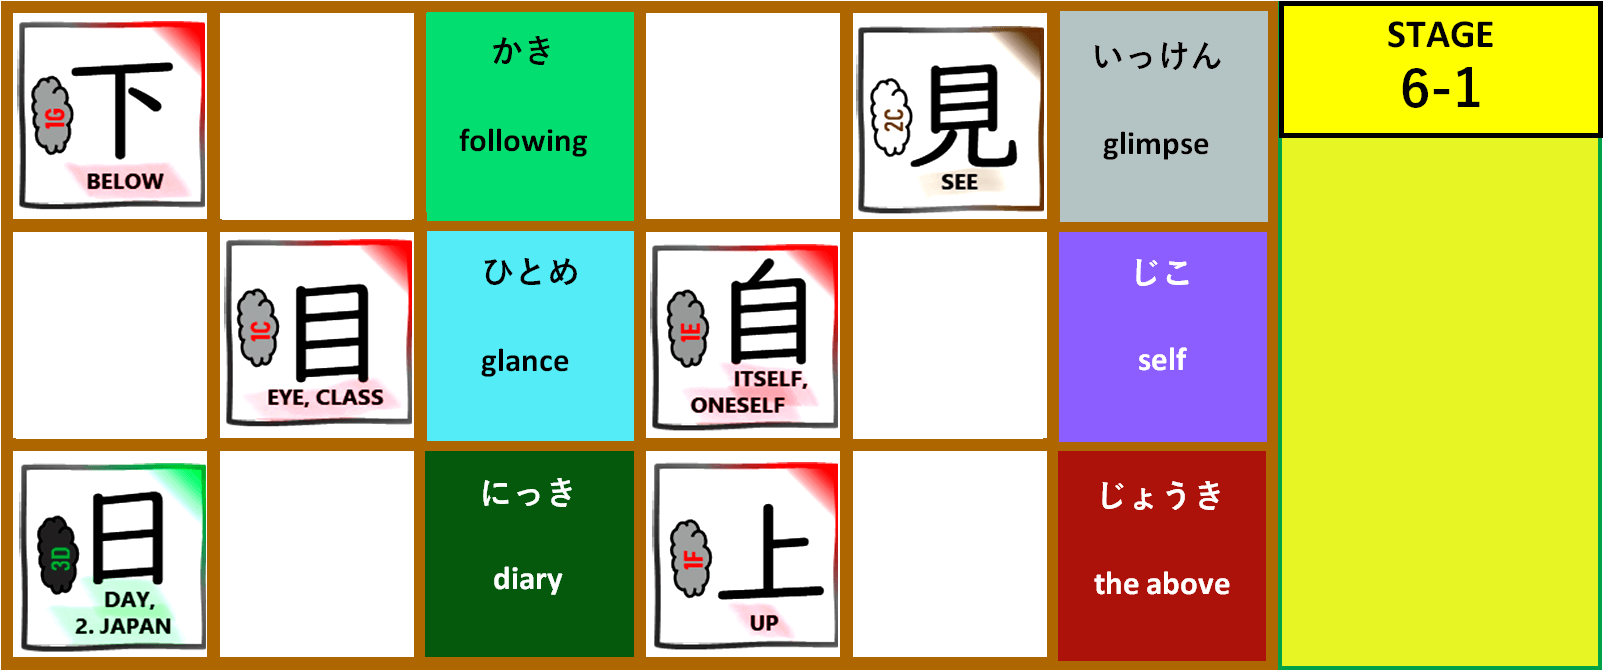 1G
下
BELOW
かき
following
2C
見
SEE
いっけん
glimpse
STAGE
6-1
1C
目
EYE, CLASS
ひとめ
glance
1E
自
ITSELF,
ONESELF
じこ
self
3D
日
DAY,
2. JAPAN
にっき
diary
1F
上
UP
じょうき
the above